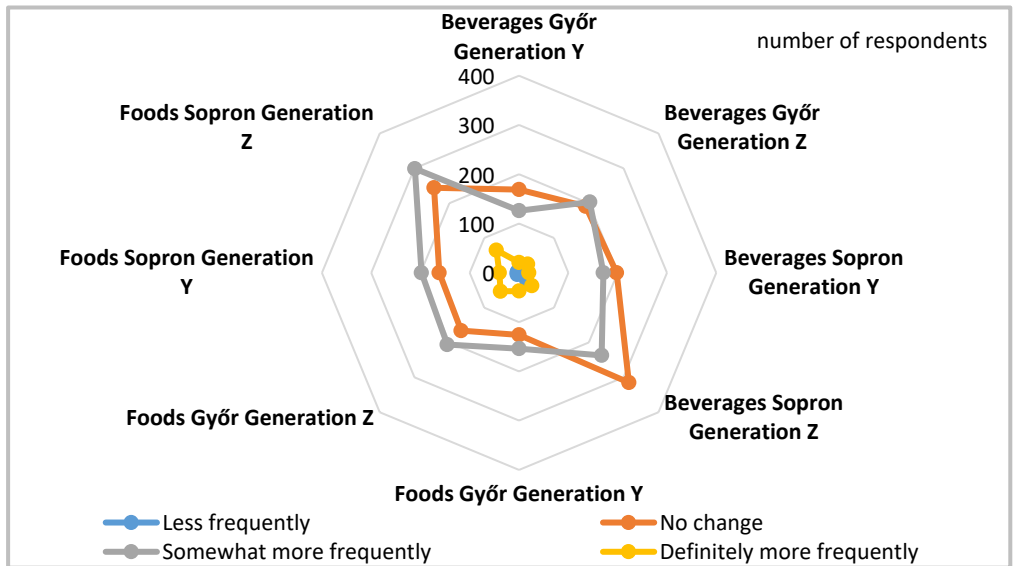 Beverages Győr
Generation Y
number of respondents
400
300
200
100
0
Beverages Győr
Generation Z
Beverages Sopron
Generation Y
Beverages Sopron
Generation Z
Foods Győr Generation Y
Foods Győr Generation Z
Foods Sopron Generation
Y
Foods Sopron Generation
Z
Less frequently
No change
Somewhat more frequently
Definitely more frequently